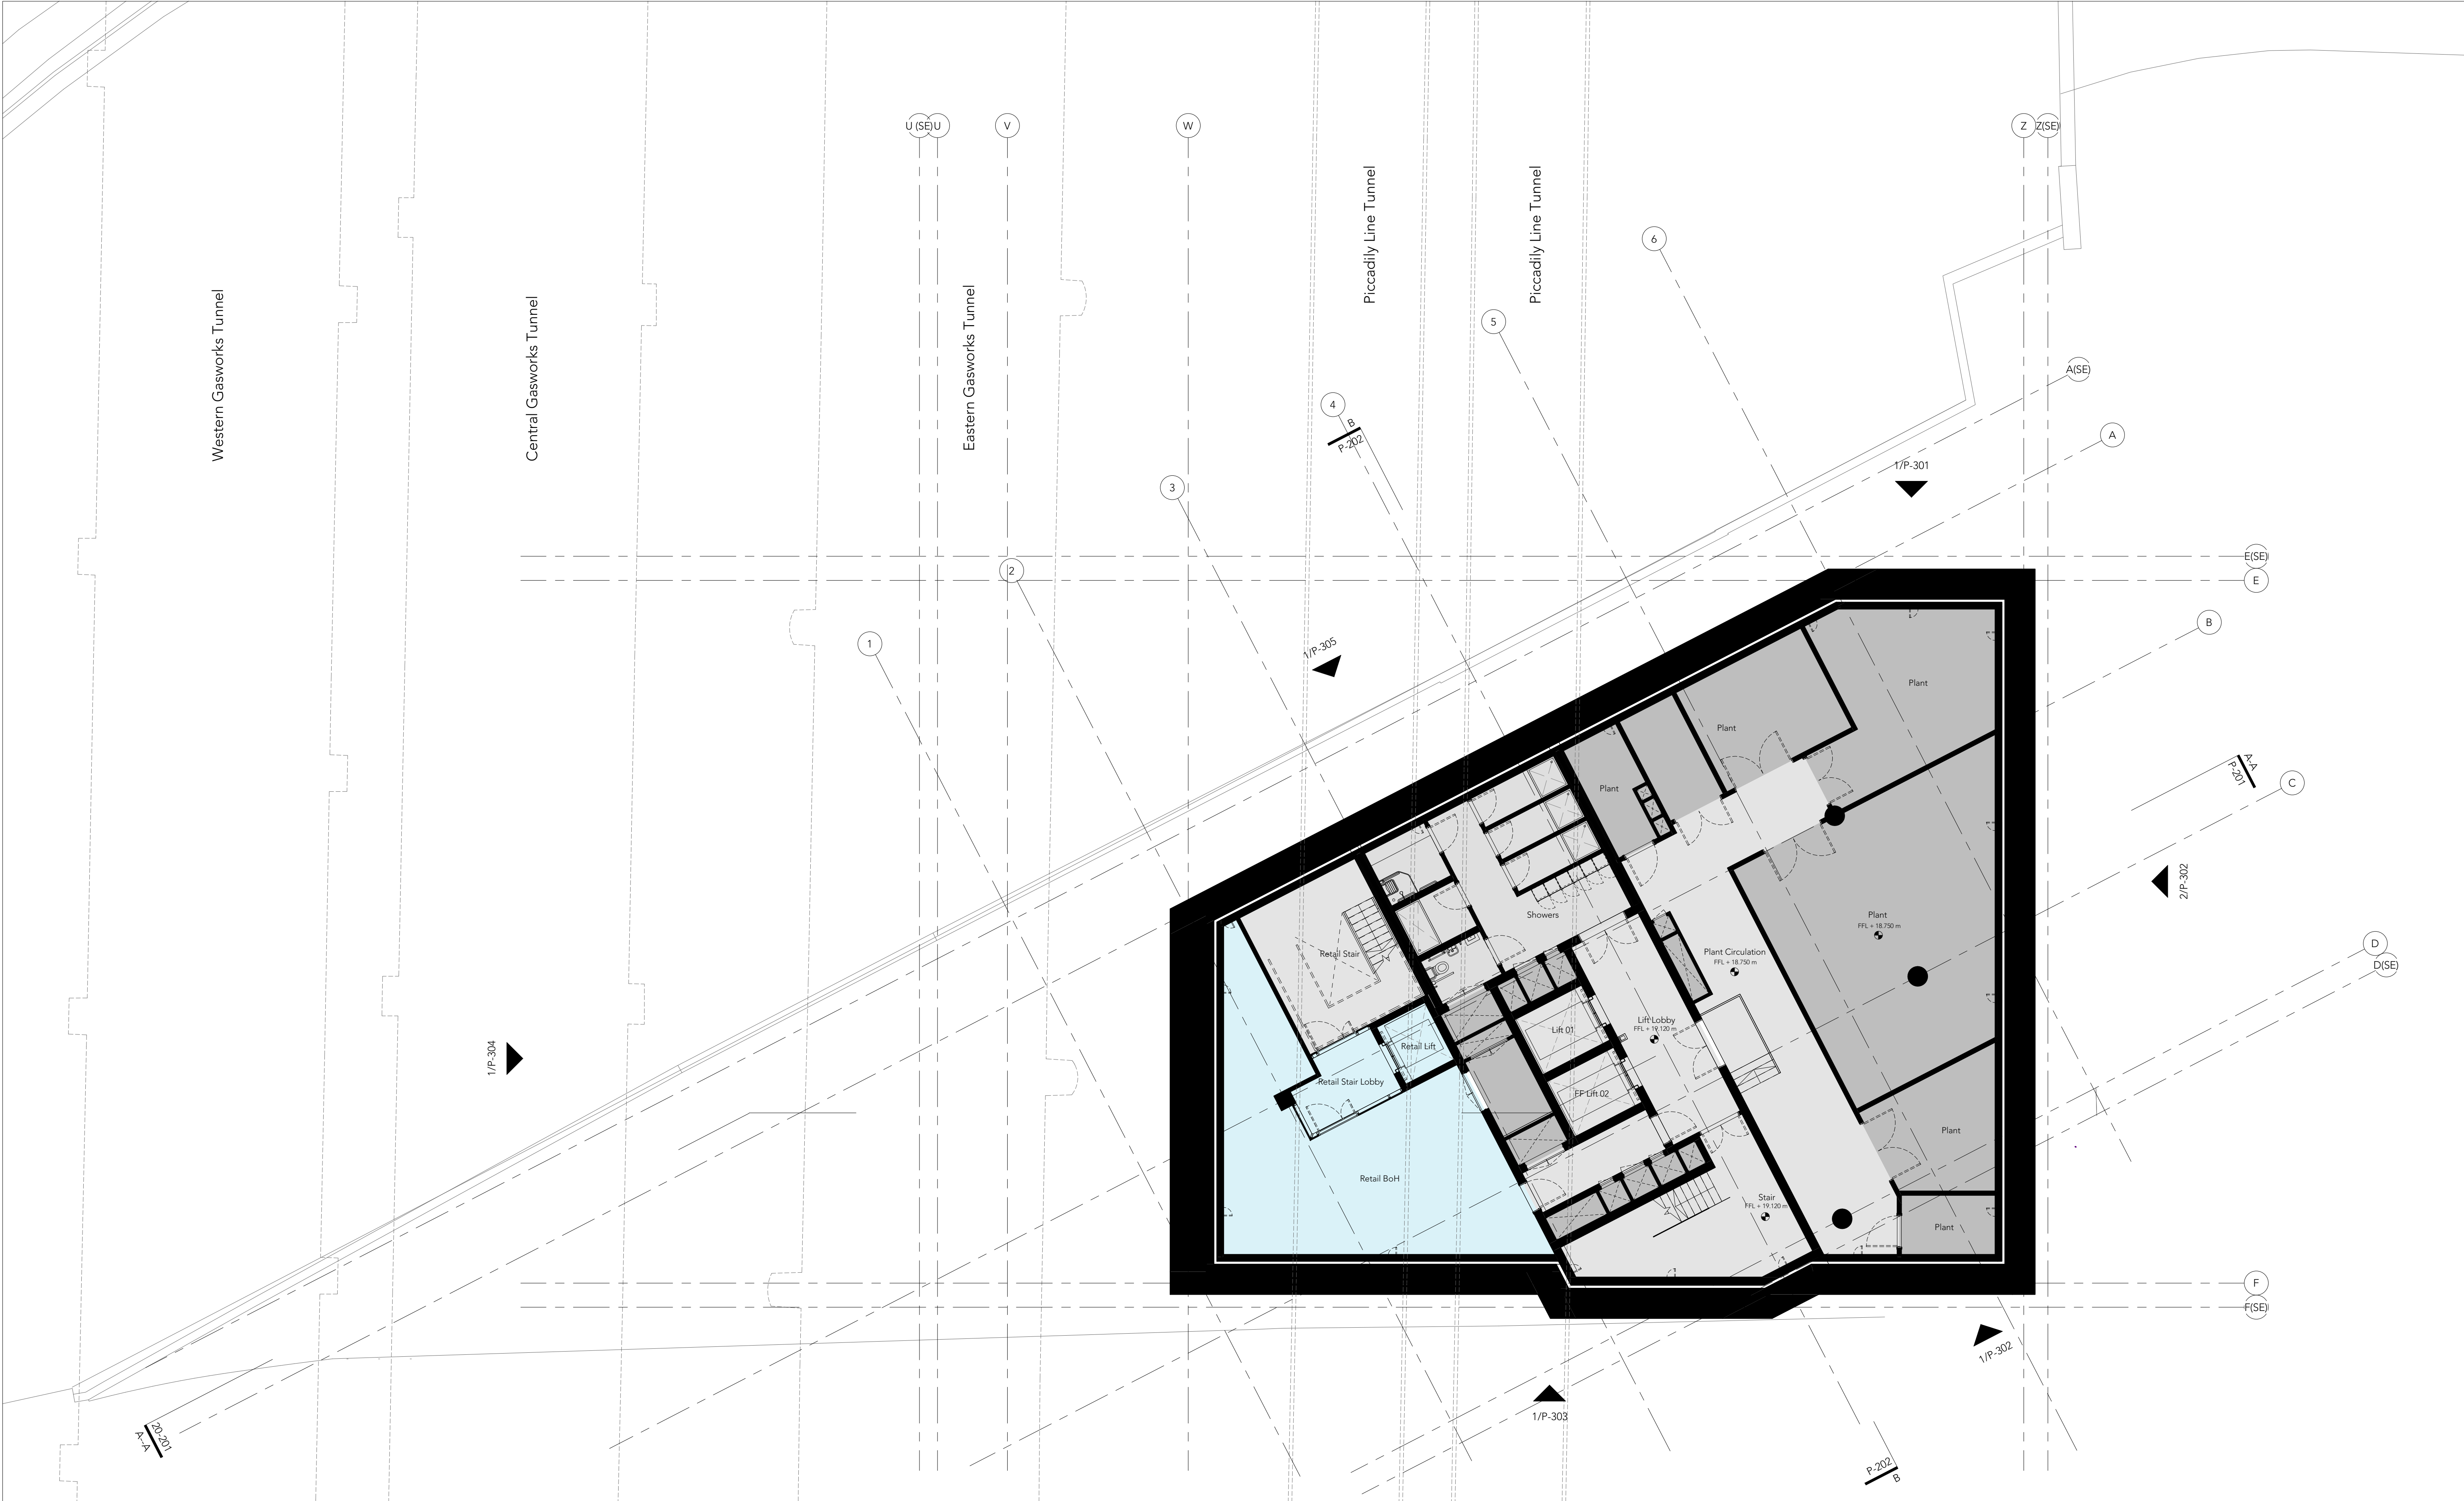 U (SE)
U
V
W
Z
Z(SE)
Western Gasworks Tunnel
Central Gasworks Tunnel
Eastern Gasworks Tunnel
Piccadily Line Tunnel
Piccadily Line Tunnel
6
5
4
B
P-202
3
2
1
A(SE)
A
1/P-301
E(SE)
E
B
1/P-305
A-A
P-201
C
2/P-302
D
D(SE)
1/P-304
Plant
Plant
Plant
Showers
Retail Stair
Plant
FFL + 18.750 m
Plant Circulation
FFL + 18.750 m
Lift 01
Lift Lobby
FFL + 19.120 m
Retail Lift
Retail Stair Lobby
FF Lift 02
Plant
Retail BoH
Stair
FFL + 19.120 m
Plant
F
F(SE)
1/P-302
1/P-303
20-201
A-A
P-202
B